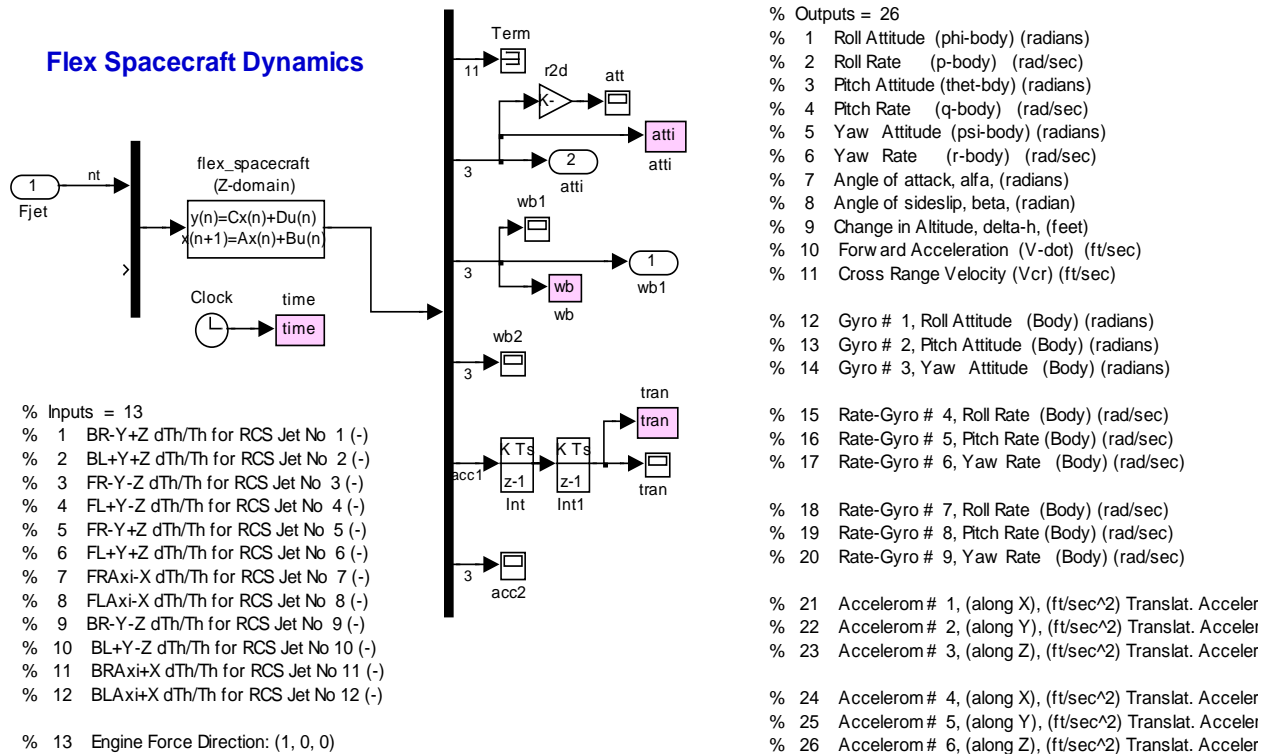 Flex Spacecraft Dynamics
1
Fjet
nt
flex_spacecraft
(Z-domain)
y(n)=Cx(n)+Du(n)
x(n+1)=Ax(n)+Bu(n)
Clock
time
time
Term
11
r2d
K-
att
atti
atti
3
2
atti
wb1
3
1
wb1
wb
wb
wb2
3
tran
tran
acc1
K Ts
z-1
Int
K Ts
z-1
Int1
tran
3
acc2
% Inputs = 13
% 1 BR-Y+Z dTh/Th for RCS Jet No 1 (-)
% 2 BL+Y+Z dTh/Th for RCS Jet No 2 (-)
% 3 FR-Y-Z dTh/Th for RCS Jet No 3 (-)
% 4 FL+Y-Z dTh/Th for RCS Jet No 4 (-)
% 5 FR-Y+Z dTh/Th for RCS Jet No 5 (-)
% 6 FL+Y+Z dTh/Th for RCS Jet No 6 (-)
% 7 FRAxi-X dTh/Th for RCS Jet No 7 (-)
% 8 FLAxi-X dTh/Th for RCS Jet No 8 (-)
% 9 BR-Y-Z dTh/Th for RCS Jet No 9 (-)
% 10 BL+Y-Z dTh/Th for RCS Jet No 10 (-)
% 11 BRAxi+X dTh/Th for RCS Jet No 11 (-)
% 12 BLAxi+X dTh/Th for RCS Jet No 12 (-)
% 13 Engine Force Direction: (1, 0, 0)
% Outputs = 26
% 1 Roll Attitude (phi-body) (radians)
% 2 Roll Rate (p-body) (rad/sec)
% 3 Pitch Attitude (thet-bdy) (radians)
% 4 Pitch Rate (q-body) (rad/sec)
% 5 Yaw Attitude (psi-body) (radians)
% 6 Yaw Rate (r-body) (rad/sec)
% 7 Angle of attack, alfa, (radians)
% 8 Angle of sideslip, beta, (radian)
% 9 Change in Altitude, delta-h, (feet)
% 10 Forward Acceleration (V-dot) (ft/sec)
% 11 Cross Range Velocity (Vcr) (ft/sec)
% 12 Gyro # 1, Roll Attitude (Body) (radians)
% 13 Gyro # 2, Pitch Attitude (Body) (radians)
% 14 Gyro # 3, Yaw Attitude (Body) (radians)
% 15 Rate-Gyro # 4, Roll Rate (Body) (rad/sec)
% 16 Rate-Gyro # 5, Pitch Rate (Body) (rad/sec)
% 17 Rate-Gyro # 6, Yaw Rate (Body) (rad/sec)
% 18 Rate-Gyro # 7, Roll Rate (Body) (rad/sec)
% 19 Rate-Gyro # 8, Pitch Rate (Body) (rad/sec)
% 20 Rate-Gyro # 9, Yaw Rate (Body) (rad/sec)
% 21 Accelerom # 1, (along X), (ft/sec^2) Translat. Acceler
% 22 Accelerom # 2, (along Y), (ft/sec^2) Translat. Acceler
% 23 Accelerom # 3, (along Z), (ft/sec^2) Translat. Acceler
% 24 Accelerom # 4, (along X), (ft/sec^2) Translat. Acceler
% 25 Accelerom # 5, (along Y), (ft/sec^2) Translat. Acceler
% 26 Accelerom # 6, (along Z), (ft/sec^2) Translat. Acceler